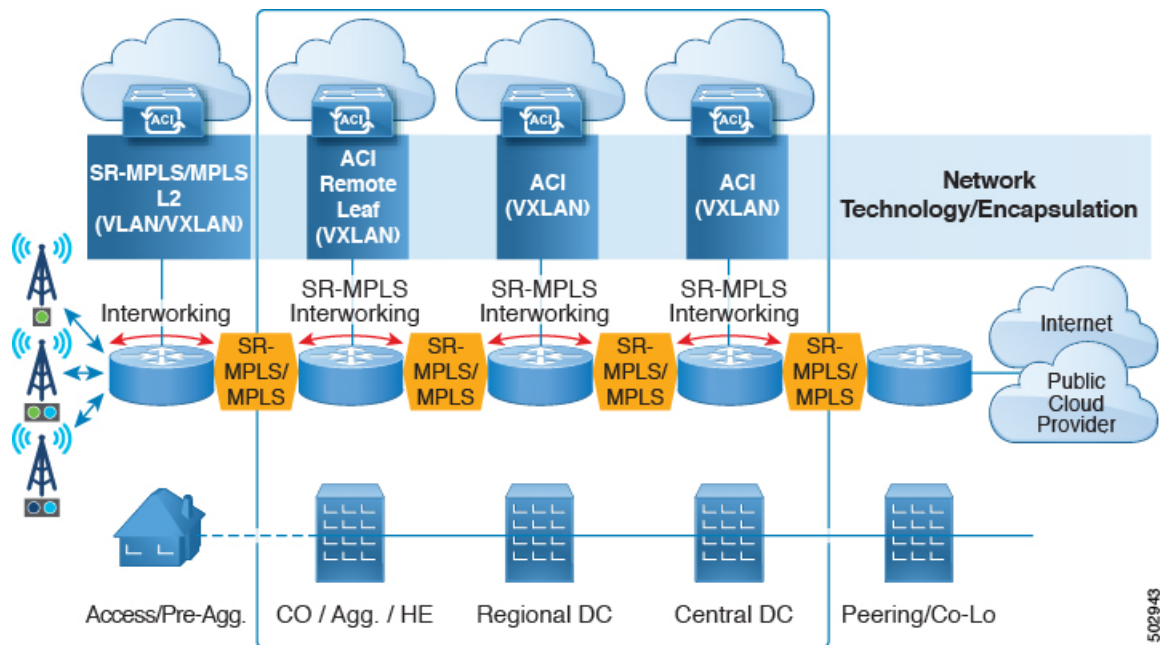 ACI
ACI
ACI
ACI
SR-MPLS/MPLS
L2
(VLAN/VXLAN)
ACI
Remote
Leaf
(VXLAN)
ACI
(VXLAN)
ACI
(VXLAN)
Network
Technology/Encapsulation
Interworking
SR-MPLS
Interworking
SR-MPLS
Interworking
SR-MPLS
Interworking
SR-
MPLS/
MPLS
SR-
MPLS/
MPLS
SR-
MPLS/
MPLS
SR-
MPLS/
MPLS
Internet
Public
Cloud
Provider
Access/Pre-Agg.
CO / Agg. / HE
Regional DC
Central DC
Peering/Co-Lo
502943